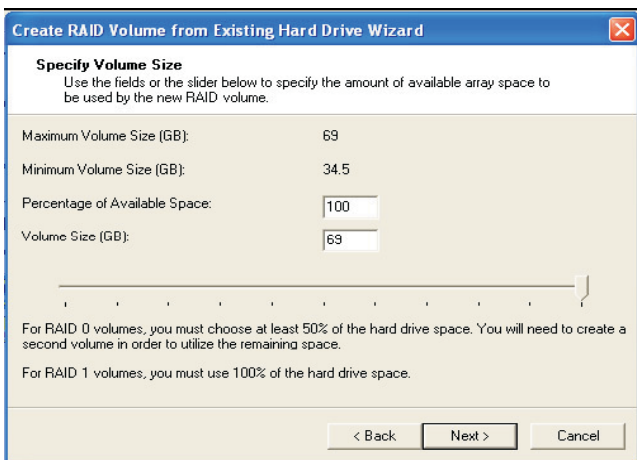 Create RAID Volume from Existing Hard Drive Wizard
Specify Volume Size
Use the fields or the slider below to specify the amount of available array space to
be used by the new RAID volume.
Maximum Volume Size (GB): 69
Minimum Volume Size (GB): 34.5
Percentage of Available Space: 100
Volume Size (GB): 69
For RAID 0 volumes, you must choose at least 50% of the hard drive space. You will need to create a
second volume in order to utilize the remaining space.
For RAID 1 volumes, you must use 100% of the hard drive space.
< Back Next > Cancel